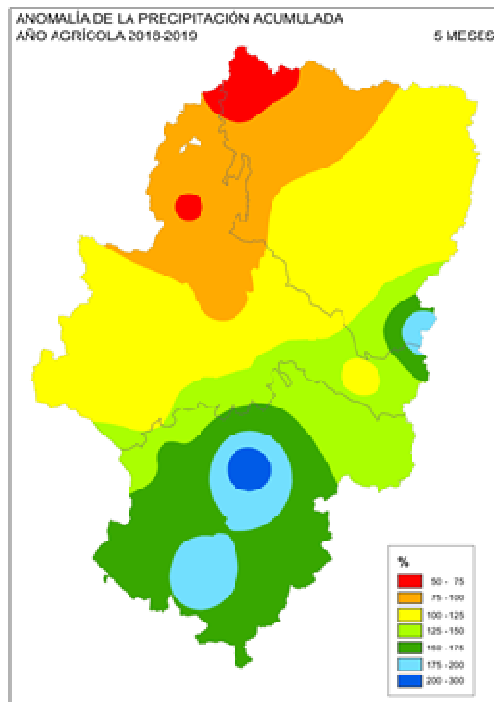 ANOMALÍA DE LA PRECIPITACIÓN ACUMULADA
AÑO AGRÍCOLA 2018-2019 5 MESES
%
50 - 75
75 - 100
100 - 125
125 - 150
150 - 175
175 - 200
200 - 300